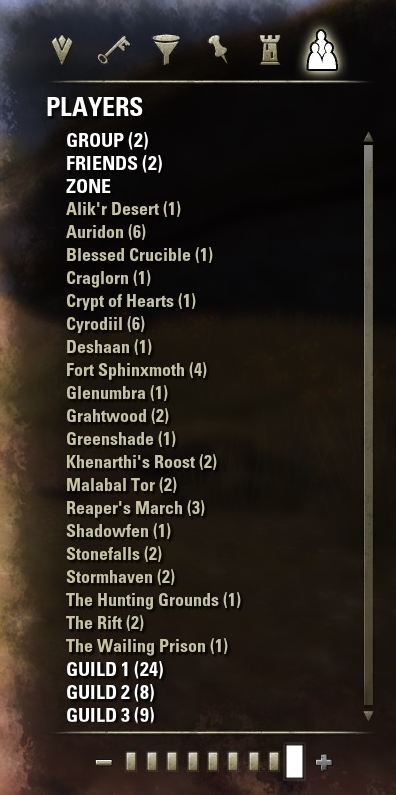 PLAYERS
GROUP (2)
FRIENDS (2)
ZONE
Alik'r Desert (1)
Auridon (6)
Blessed Crucible (1)
Craglorn (1)
Crypt of Hearts (1)
Cyrodiil (6)
Deshaan (1)
Fort Sphinxmoth (4)
Glenumbra (1)
Grahtwood (2)
Greenshade (1)
Khenarthi's Roost (2)
Malabal Tor (2)
Reaper's March (3)
Shadowfen (1)
Stonefalls (2)
Stormhaven (2)
The Hunting Grounds (1)
The Rift (2)
The Wailing Prison (1)
GUILD 1 (24)
GUILD 2 (8)
GUILD 3 (9)